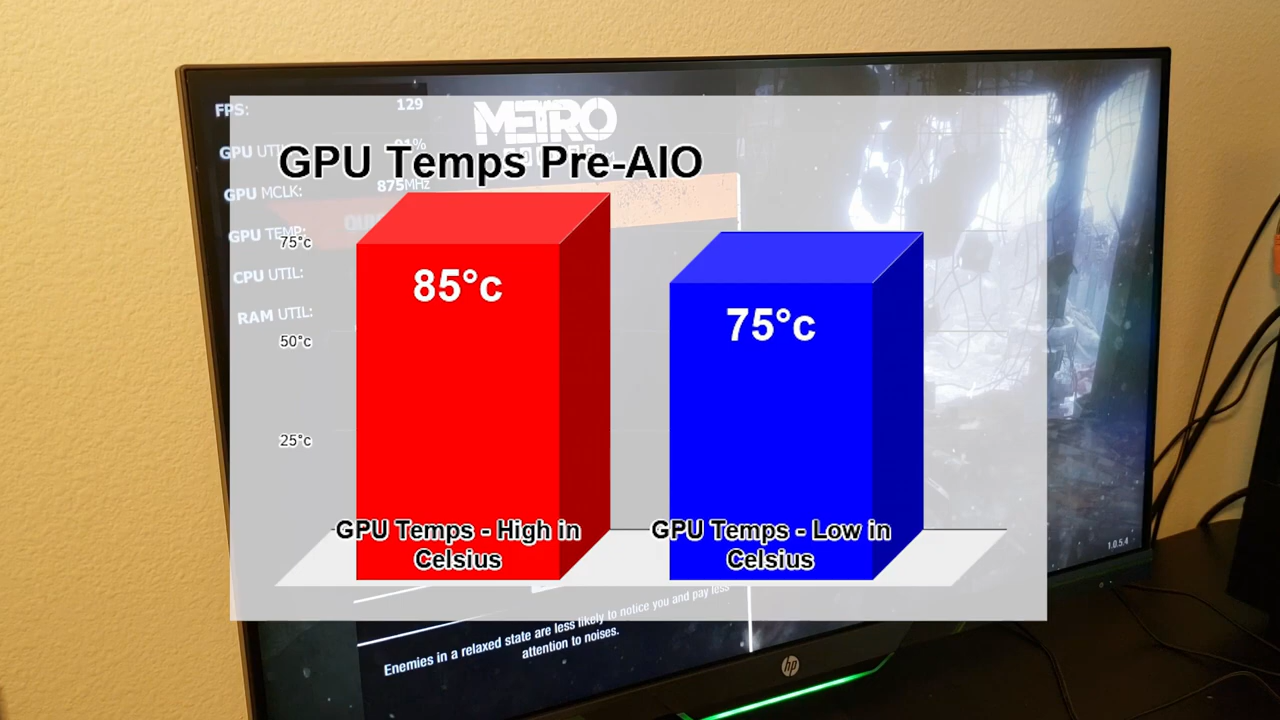 FPS:
129
METRO
GPU Temps Pre-AIO
GPU MCLK:
875MHz
GPU TEMP:
75°c
CPU UTIL:
RAM UTIL:
85°c
75°c
50°c
25°c
GPU Temps - High in
Celsius
GPU Temps - Low in
Celsius
1.0.5.4
Enemies in a relaxed state are less likely to notice you and pay less
attention to noises.
hp